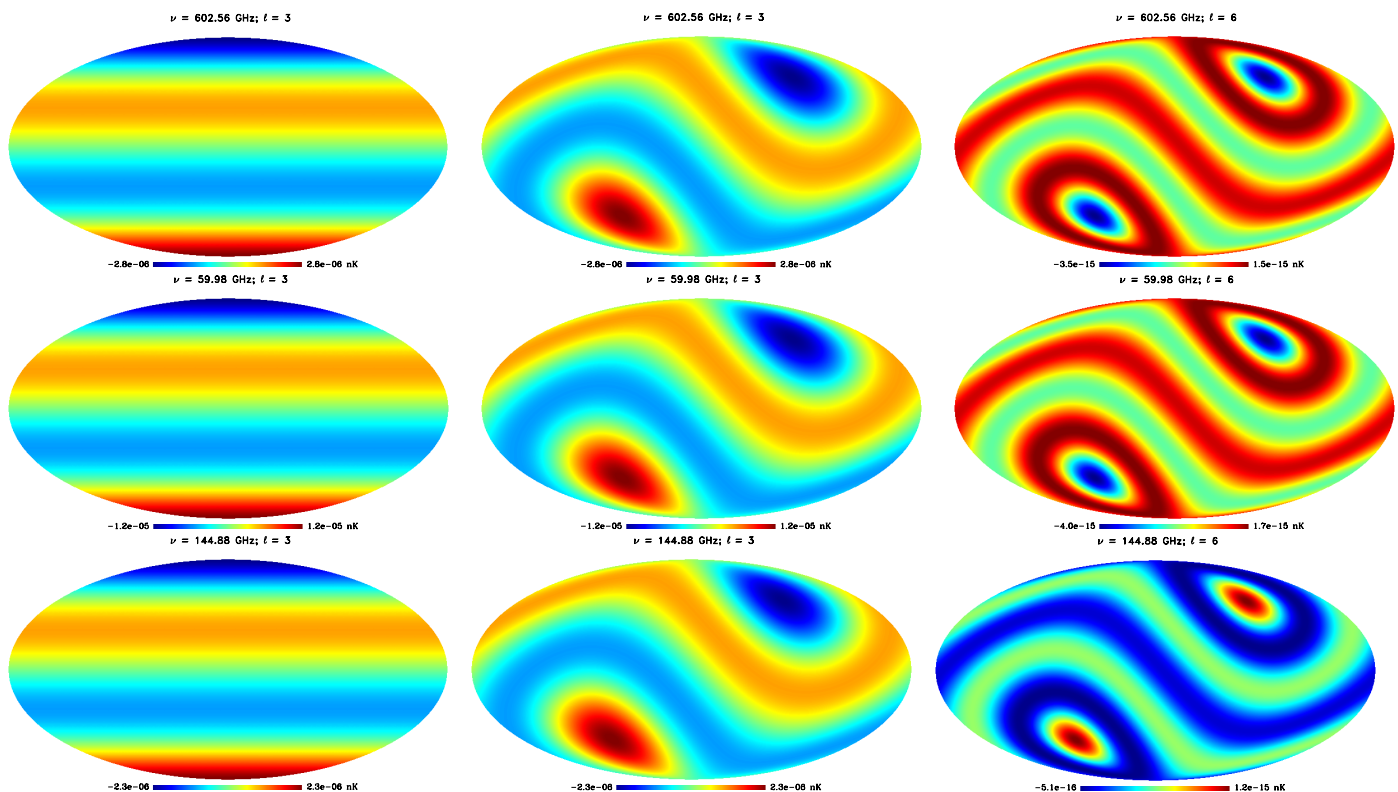 ν = 602.56 GHz; ℓ = 3
ν = 602.56 GHz; ℓ = 3
ν = 602.56 GHz; ℓ = 6
-2.8e-06 2.8e-06 nK
-2.8e-06 2.8e-06 nK
-3.5e-15 1.5e-15 nK
ν = 59.98 GHz; ℓ = 3
ν = 59.98 GHz; ℓ = 3
ν = 59.98 GHz; ℓ = 6
-1.2e-05 1.2e-05 nK
-1.2e-05 1.2e-05 nK
-4.0e-15 1.7e-15 nK
ν = 144.88 GHz; ℓ = 3
ν = 144.88 GHz; ℓ = 3
ν = 144.88 GHz; ℓ = 6
-2.3e-06 2.3e-06 nK
-2.3e-06 2.3e-06 nK
-5.1e-16 1.2e-15 nK